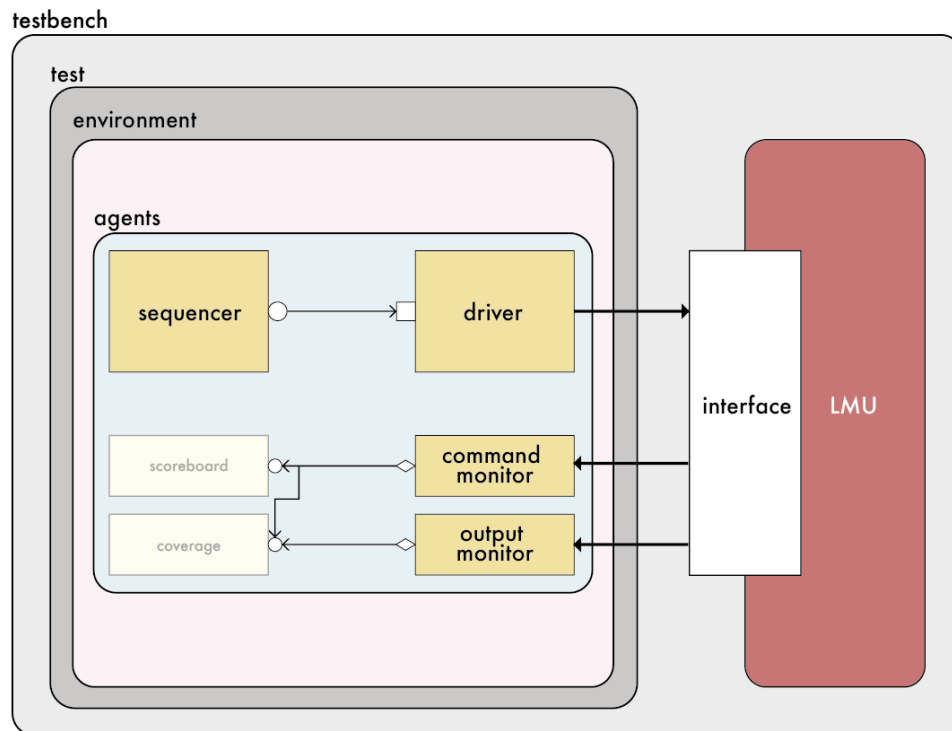 testbench
test
environment
agents
sequencer
driver
interface
LMU
scoreboard
command
monitor
coverage
output
monitor